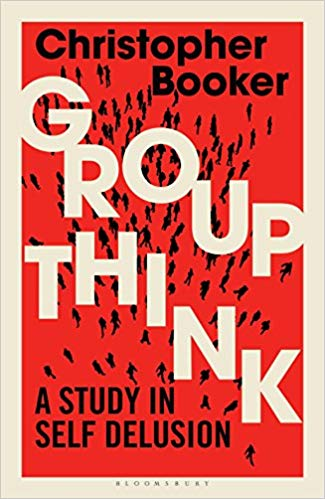 Christopher
Booker
GROUP
THINK
A STUDY IN
SELF DELUSION
BLOOMSBURY